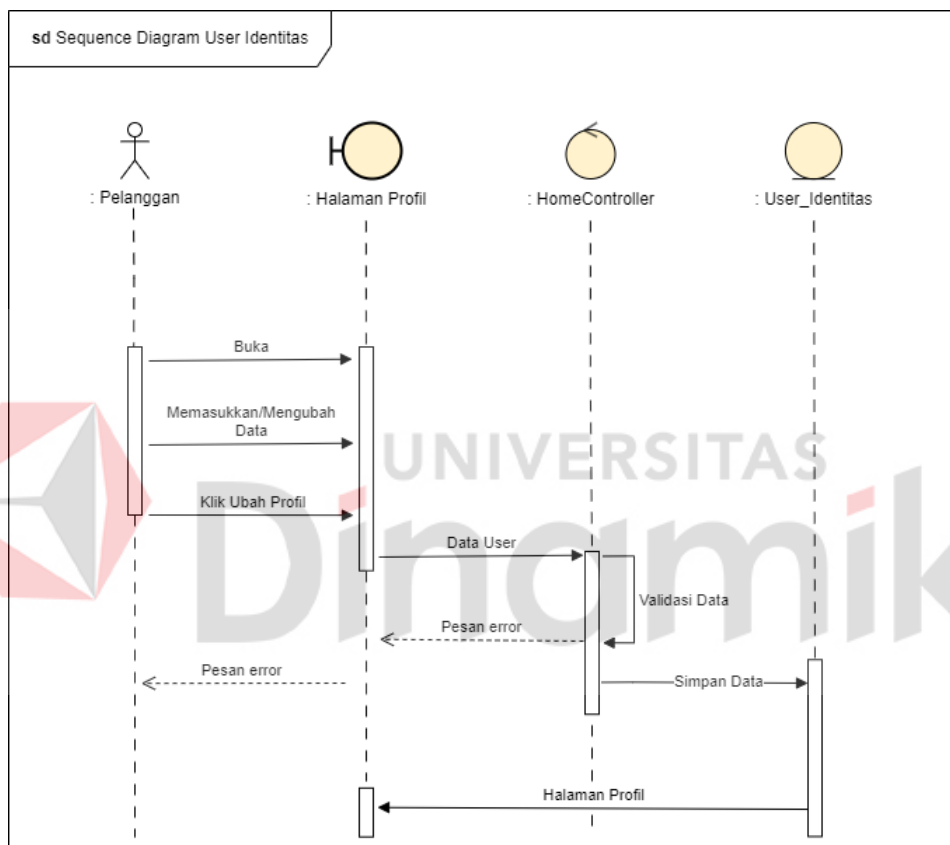 sd Sequence Diagram User Identitas
: Pelanggan
: Halaman Profil
: HomeController
: User_Identitas
Buka
Memasukkan/Mengubah
Data
UNIVERSITAS
Dinamik
Klik Ubah Profil
Data User
Validasi Data
Pesan error
Pesan error
Simpan Data
Halaman Profil